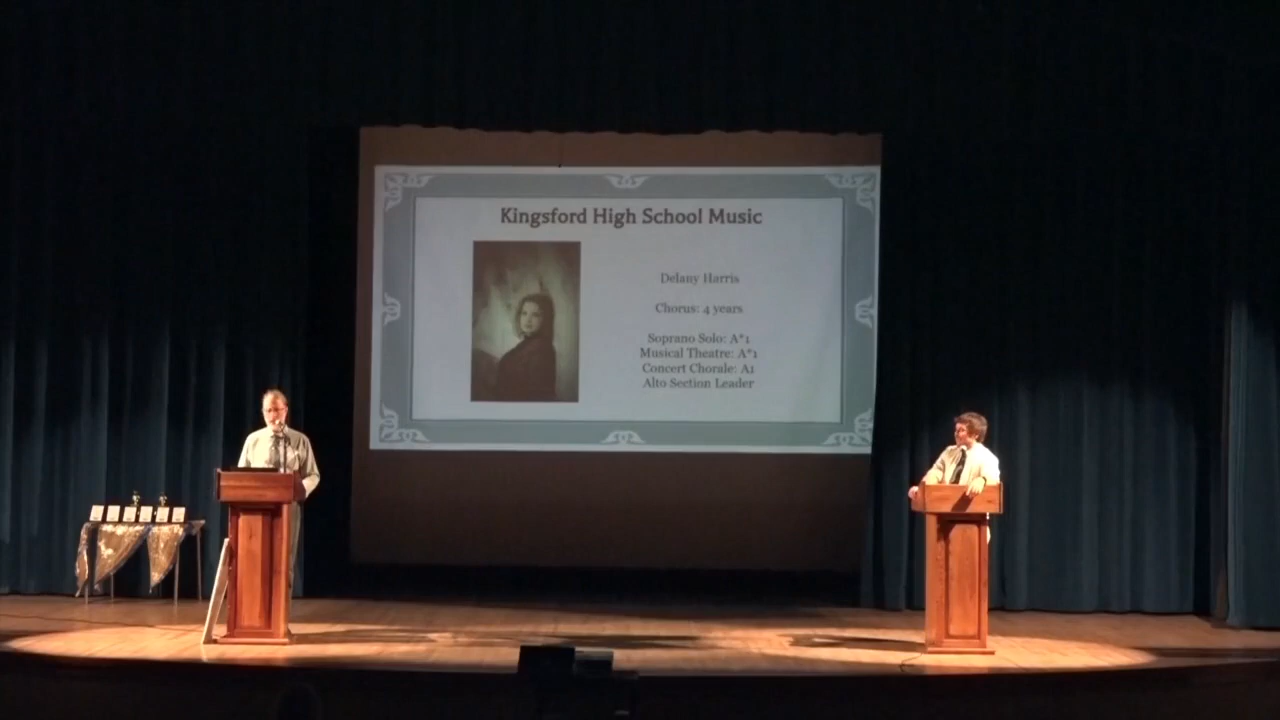 Kingsford High School Music
Delany Harris
Chorus: 4 years
Soprano Solo: A*1
Musical Theatre: A*1
Concert Chorale: A1
Alto Section Leader